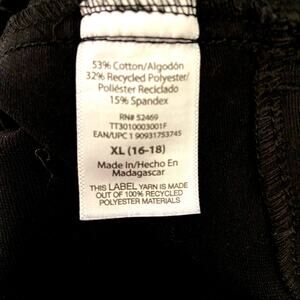 53% Cotton/Algodón
32% Recycled Polyester/
Poliéster Reciclado
15% Spandex
RN# 52469
TT3010003001F
EAN/UPC 1 90931753745
XL (16-18)
Made In/Hecho En
Madagascar
THIS LABEL YARN IS MADE
OUT OF 100% RECYCLED
POLYESTER MATERIALS